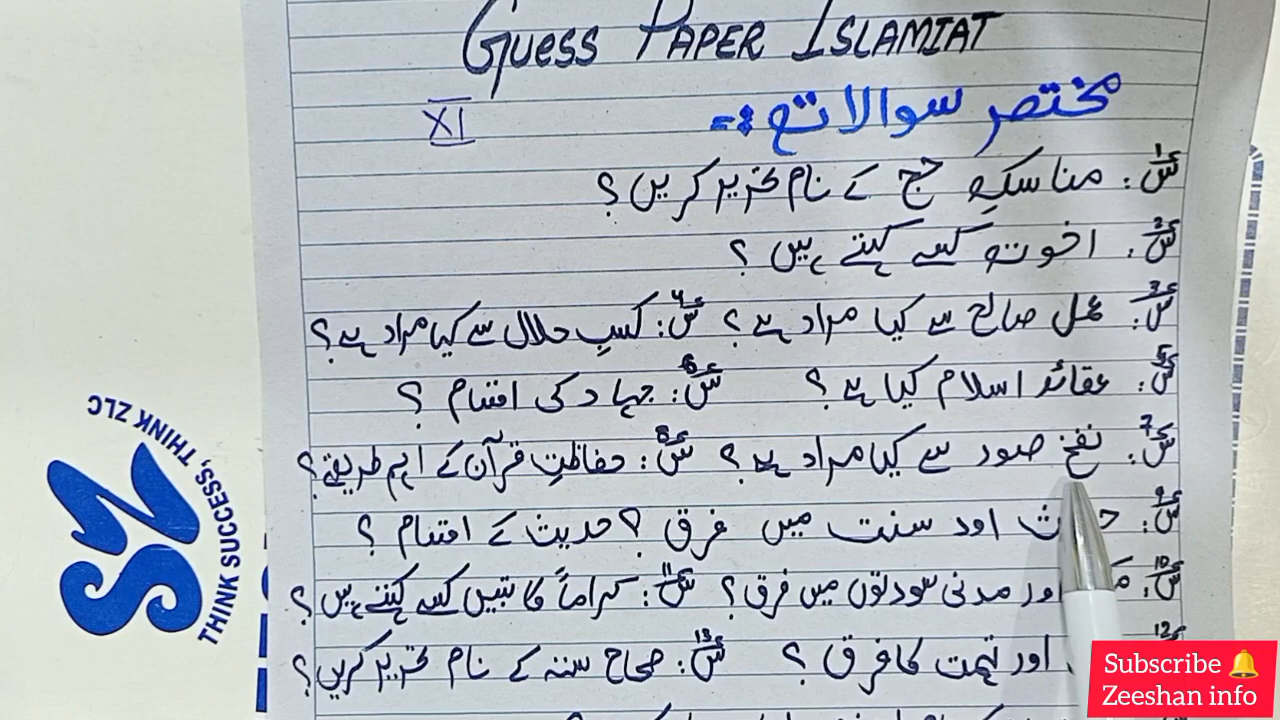 GUESS PAPER ISLAMIAT
XI
مختصر سوالات :-
س1: مناسکِ حج کے نام تحریر کریں؟
س2: اخوت کسے کہتے ہیں؟
س3: عمل صالح سے کیا مراد ہے؟ س4: کسبِ حلال سے کیا مراد ہے؟
س5: عقائد اسلام کیا ہے؟ س6: جہاد کی اقسام؟
س7: نفخ صور سے کیا مراد ہے؟ س8: حفاظتِ قرآن کے اہم طریقے؟
س9: اور سنت میں فرق؟ حدیث کے اقسام؟
س10: اور مدنی سورتوں میں فرق؟ س11: کراماً کاتبین کسے کہتے ہیں؟
12 اور تہمت کا فرق؟ س13: صحاح ستہ کے نام تحریر کریں؟
THINK SUCCESS, THINK ZLC
Subscribe 🔔
Zeeshan info